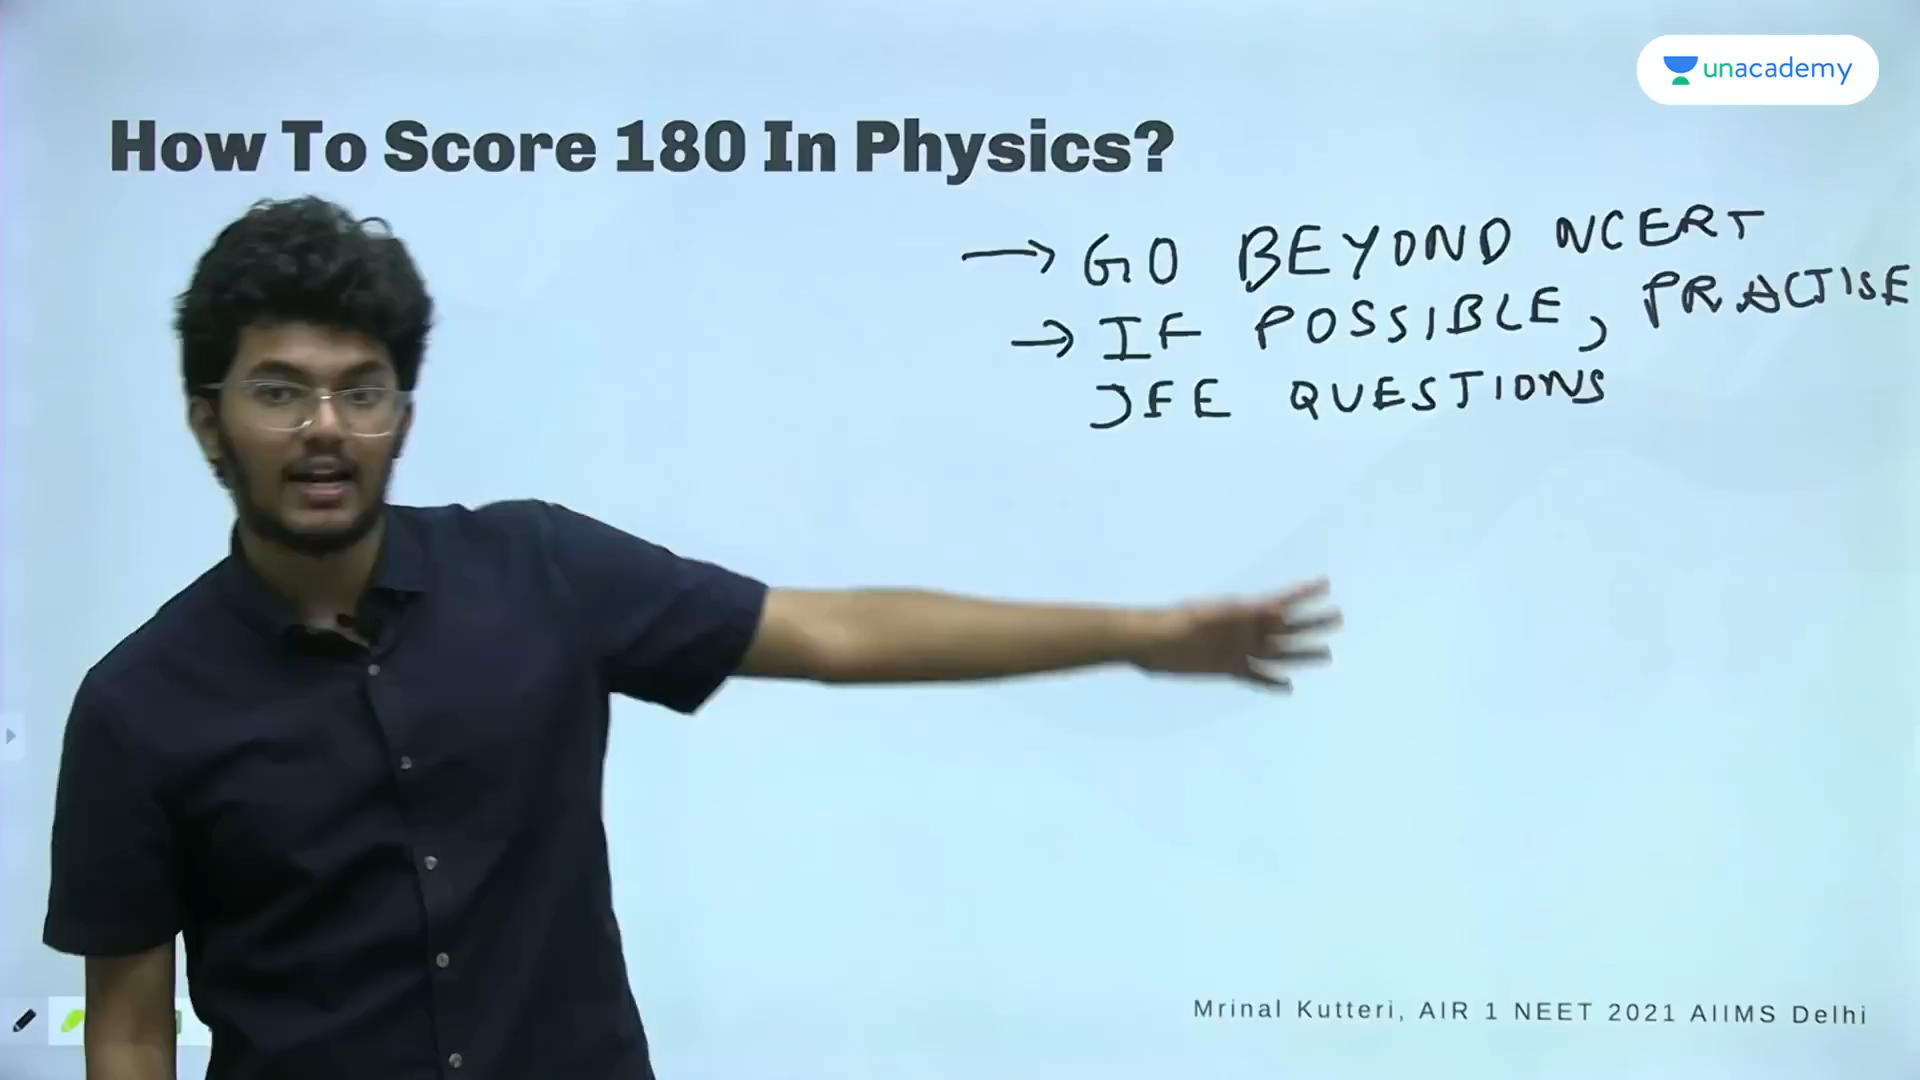 unacademy
How To Score 180 In Physics?
→ GO BEYOND NCERT
→ IF POSSIBLE, PRACTISE
JEE QUESTIONS
Mrinal Kutteri, AIR 1 NEET 2021 AIIMS Delhi